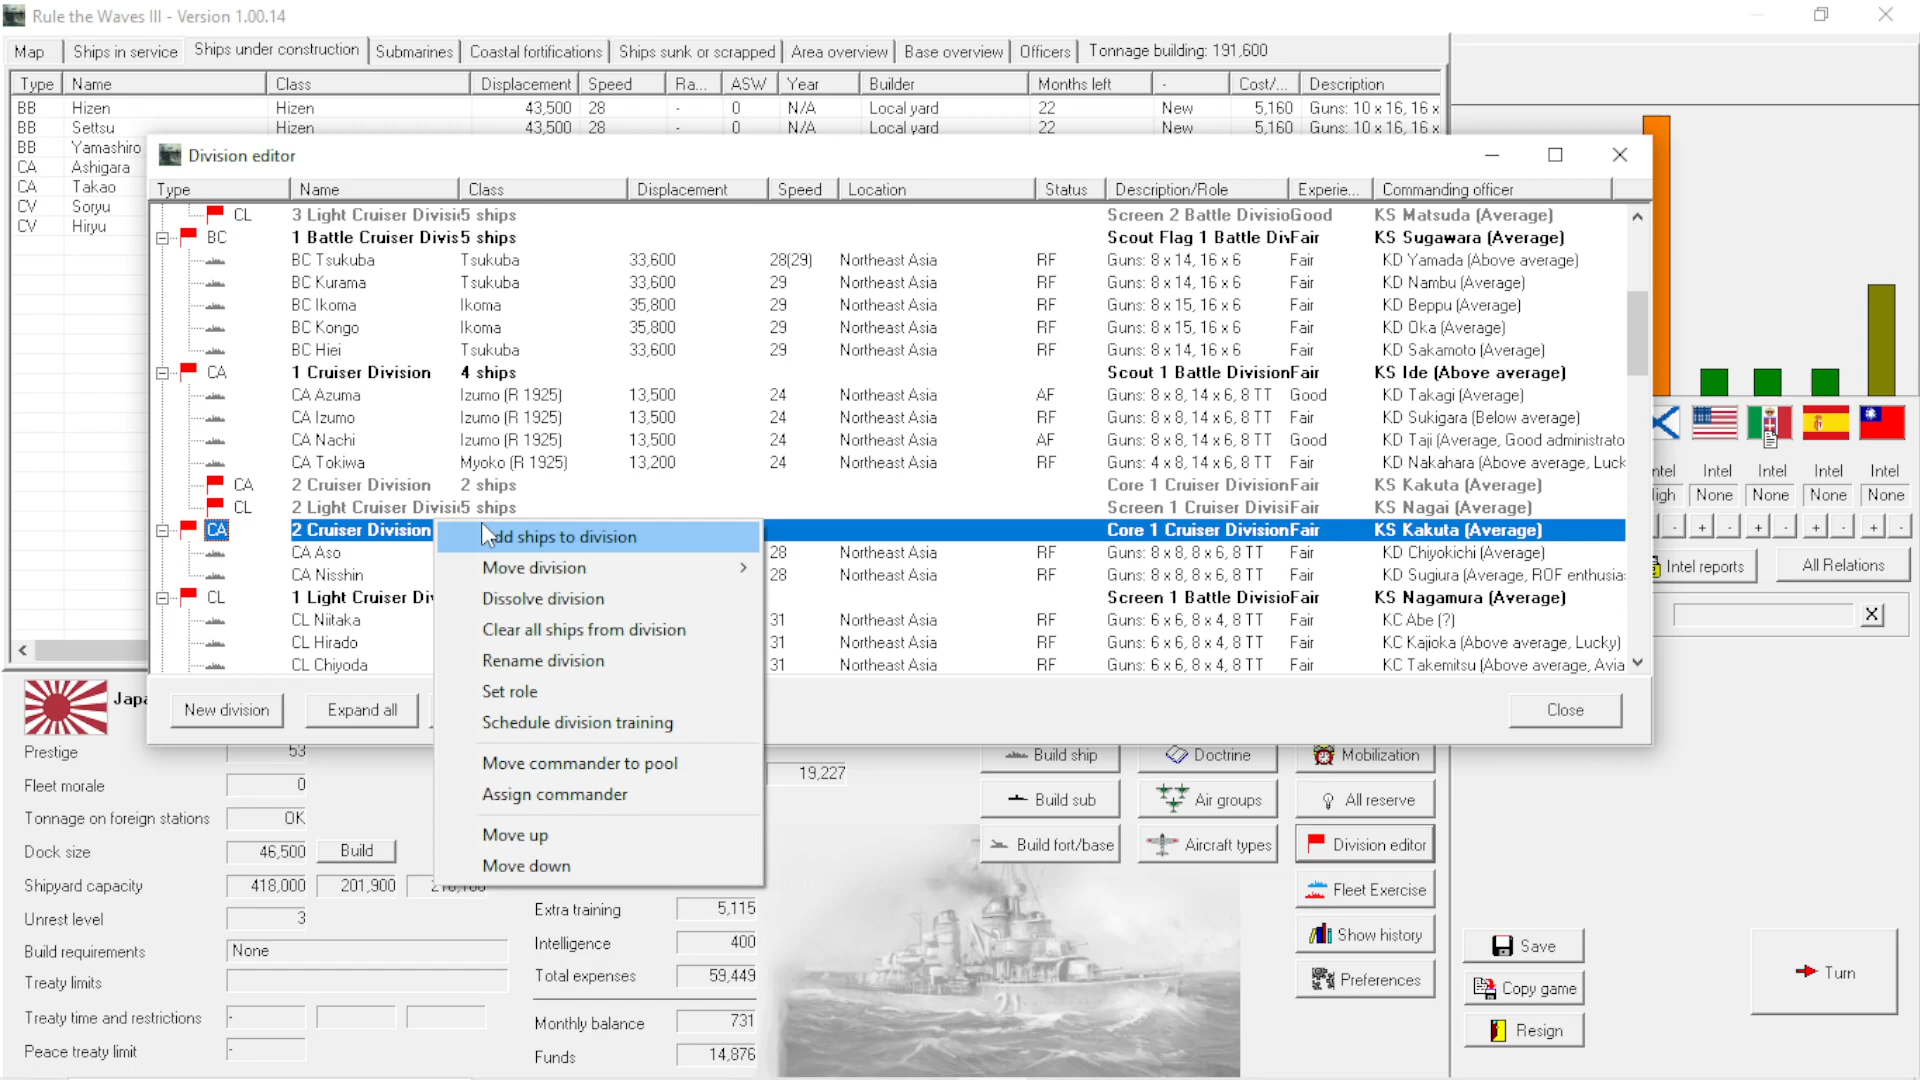 Rule the Waves III - Version 1.00.14
Map Ships in service Ships under construction Submarines Coastal fortifications Ships sunk or scrapped Area overview Base overview Officers Tonnage building: 191,600
Type Name Class Displacement Speed Ra... ASW Year Builder Months left - Cost/... Description
BB Hizen Hizen 43,500 28 - 0 N/A Local yard 22 New 5,160 Guns: 10 x 16, 16 x
BB Settsu Hizen 43,500 28 - 0 N/A Local yard 22 New 5,160 Guns: 10 x 16, 16 x
BB Yamashiro
CA Ashigara
CA Takao
CV Soryu
CV Hiryu
Division editor
Type Name Class Displacement Speed Location Status Description/Role Experie... Commanding officer
CL 3 Light Cruiser Divisi 5 ships Screen 2 Battle Divisio Good KS Matsuda (Average)
BC 1 Battle Cruiser Divis 5 ships Scout Flag 1 Battle Div Fair KS Sugawara (Average)
BC Tsukuba Tsukuba 33,600 28(29) Northeast Asia RF Guns: 8 x 14, 16 x 6 Fair KD Yamada (Above average)
BC Kurama Tsukuba 33,600 29 Northeast Asia RF Guns: 8 x 14, 16 x 6 Fair KD Nambu (Average)
BC Ikoma Ikoma 35,800 29 Northeast Asia RF Guns: 8 x 15, 16 x 6 Fair KD Beppu (Average)
BC Kongo Ikoma 35,800 29 Northeast Asia RF Guns: 8 x 15, 16 x 6 Fair KD Oka (Average)
BC Hiei Tsukuba 33,600 29 Northeast Asia RF Guns: 8 x 14, 16 x 6 Fair KD Sakamoto (Average)
CA 1 Cruiser Division 4 ships Scout 1 Battle Division Fair KS Ide (Above average)
CA Azuma Izumo (R 1925) 13,500 24 Northeast Asia AF Guns: 8 x 8, 14 x 6, 8 TT Good KD Takagi (Average)
CA Izumo Izumo (R 1925) 13,500 24 Northeast Asia RF Guns: 8 x 8, 14 x 6, 8 TT Fair KD Sukigara (Below average)
CA Nachi Izumo (R 1925) 13,500 24 Northeast Asia AF Guns: 8 x 8, 14 x 6, 8 TT Good KD Taji (Average, Good administrato
CA Tokiwa Myoko (R 1925) 13,200 24 Northeast Asia RF Guns: 4 x 8, 14 x 6, 8 TT Fair KD Nakahara (Above average, Luck
CA 2 Cruiser Division 2 ships Core 1 Cruiser Division Fair KS Kakuta (Average)
CL 2 Light Cruiser Divisi 5 ships Screen 1 Cruiser Divisi Fair KS Nagai (Average)
CA 2 Cruiser Division Core 1 Cruiser Division Fair KS Kakuta (Average)
CA Aso 28 Northeast Asia RF Guns: 8 x 8, 8 x 6, 8 TT Fair KD Chiyokichi (Average)
CA Nisshin 28 Northeast Asia RF Guns: 8 x 8, 8 x 6, 8 TT Fair KD Sugiura (Average, ROF enthusia
CL 1 Light Cruiser Di Screen 1 Battle Divisio Fair KS Nagamura (Average)
CL Niitaka 31 Northeast Asia RF Guns: 6 x 6, 8 x 4, 8 TT Fair KC Abe (?)
CL Hirado 31 Northeast Asia RF Guns: 6 x 6, 8 x 4, 8 TT Fair KC Kajioka (Above average, Lucky)
CL Chiyoda 31 Northeast Asia RF Guns: 6 x 6, 8 x 4, 8 TT Fair KC Takemitsu (Above average, Avia
New division Expand all Close
dd ships to division
Move division
Dissolve division
Clear all ships from division
Rename division
Set role
Schedule division training
Move commander to pool
Assign commander
Move up
Move down
ntel Intel Intel Intel Intel
igh None None None None
- + - + - + - + -
Intel reports All Relations
X
Japa
Prestige 53
Fleet morale 0
Tonnage on foreign stations OK
Dock size 46,500 Build
Shipyard capacity 418,000 201,900
Unrest level 3
Build requirements None
Treaty limits
Treaty time and restrictions -
Peace treaty limit -
19,227
Extra training 5,115
Intelligence 400
Total expenses 59,449
Monthly balance 731
Funds 14,876
Build ship Doctrine Mobilization
Build sub Air groups All reserve
Build fort/base Aircraft types Division editor
Fleet Exercise
Show history
Preferences
Save
Copy game
Resign
Turn